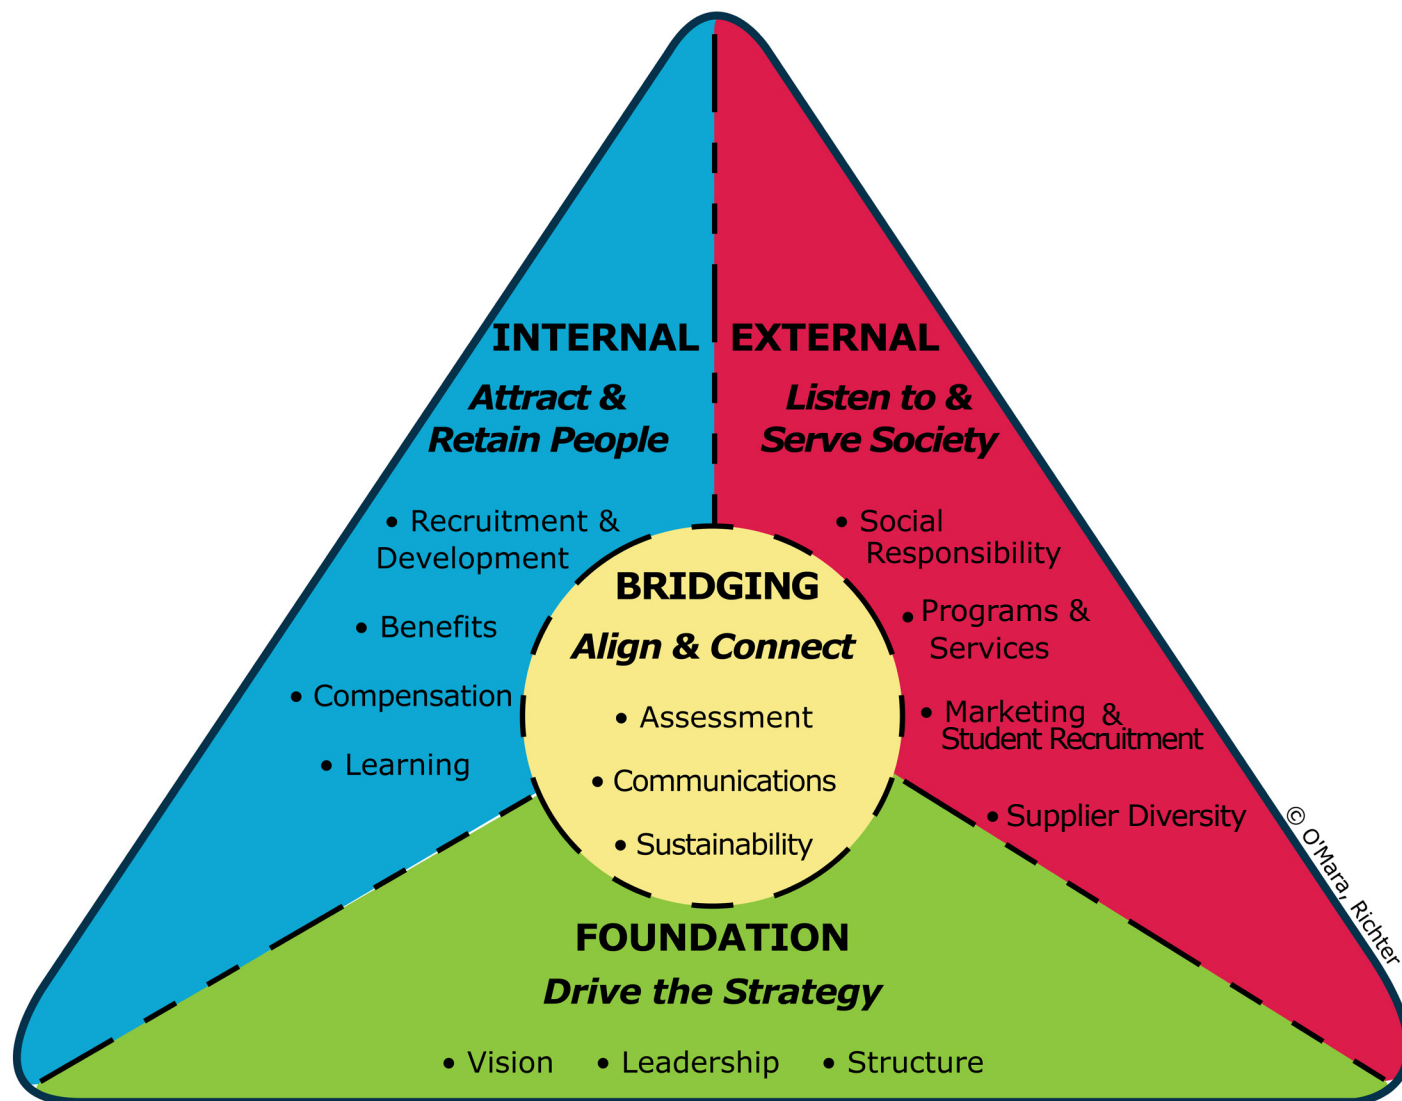 INTERNAL
Attract &
Retain People
• Recruitment &
Development
• Benefits
• Compensation
• Learning
EXTERNAL
Listen to &
Serve Society
• Social
Responsibility
• Programs &
Services
• Marketing &
Student Recruitment
• Supplier Diversity
BRIDGING
Align & Connect
• Assessment
• Communications
• Sustainability
FOUNDATION
Drive the Strategy
• Vision • Leadership • Structure
© O'Mara, Richter